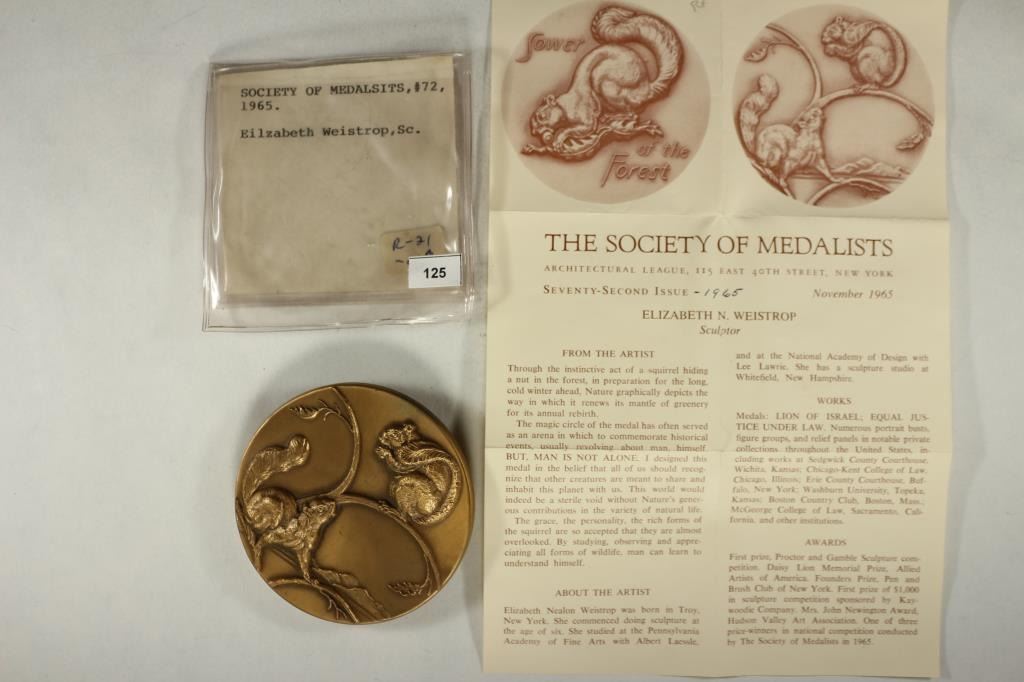 SOCIETY OF MEDALSITS,#72,
1965.
Eilzabeth Weistrop,Sc.
R-21
125
Sower
of the
Forest
THE SOCIETY OF MEDALISTS
ARCHITECTURAL LEAGUE, 115 EAST 40TH STREET, NEW YORK
SEVENTY-SECOND ISSUE - 1965 November 1965
ELIZABETH N. WEISTROP
Sculptor
FROM THE ARTIST
Through the instinctive act of a squirrel hiding
a nut in the forest, in preparation for the long,
cold winter ahead, Nature graphically depicts the
way in which it renews its mantle of greenery
for its annual rebirth.
The magic circle of the medal has often served
as an arena in which to commemorate historical
events, usually revolving about man, himself.
BUT, MAN IS NOT ALONE. I designed this
medal in the belief that all of us should recog-
nize that other creatures are meant to share and
inhabit this planet with us. This world would
indeed be a sterile void without Nature's gener-
ous contributions in the variety of natural life.
The grace, the personality, the rich forms of
the squirrel are so accepted that they are almost
overlooked. By studying, observing and appre-
ciating all forms of wildlife, man can learn to
understand himself.
ABOUT THE ARTIST
Elizabeth Nealon Weistrop was born in Troy,
New York. She commenced doing sculpture at
the age of six. She studied at the Pennsylvania
Academy of Fine Arts with Albert Laessle,
and at the National Academy of Design with
Lee Lawrie. She has a sculpture studio at
Whitefield, New Hampshire.
WORKS
Medals: LION OF ISRAEL; EQUAL JUS-
TICE UNDER LAW. Numerous portrait busts,
figure groups, and relief panels in notable private
collections throughout the United States, in-
cluding works at Sedgwick County Courthouse,
Wichita, Kansas; Chicago-Kent College of Law,
Chicago, Illinois; Erie County Courthouse, Buf-
falo, New York; Washburn University, Topeka,
Kansas; Boston Country Club, Boston, Mass.;
McGeorge College of Law, Sacramento, Cali-
fornia, and other institutions.
AWARDS
First prize, Proctor and Gamble Sculpture com-
petition. Daisy Lion Memorial Prize, Allied
Artists of America. Founders Prize, Pen and
Brush Club of New York. First prize of $1,000
in sculpture competition sponsored by Kay-
woodie Company. Mrs. John Newington Award,
Hudson Valley Art Association. One of three
price-winners in national competition conducted
by The Society of Medalists in 1965.